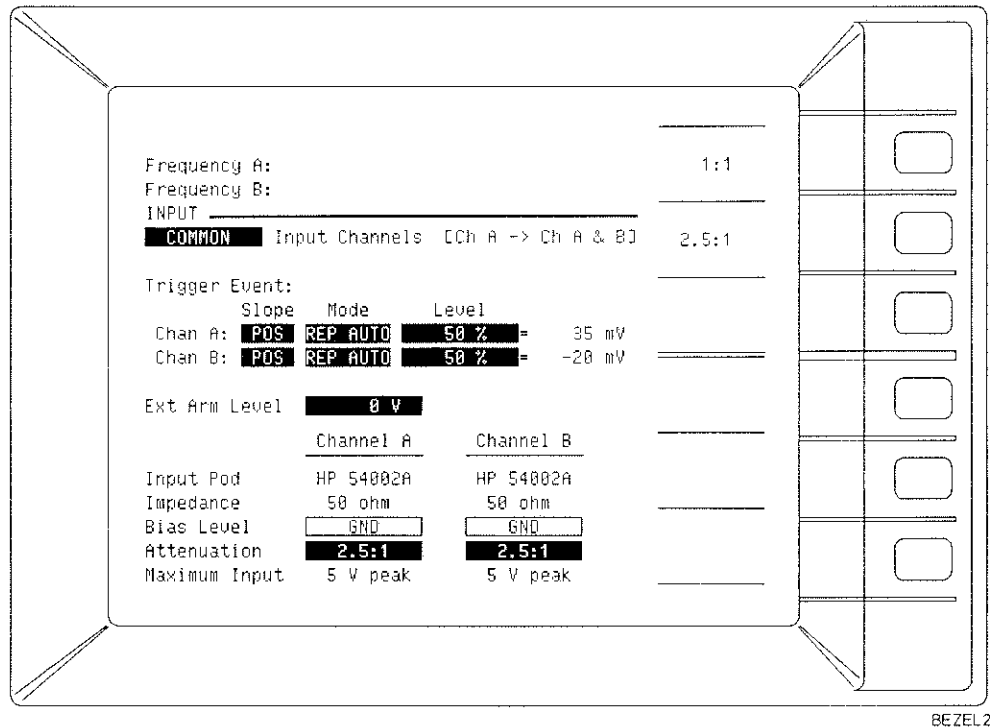 Frequency A:
1:1
Frequency B:
INPUT
COMMON Input Channels [Ch A -> Ch A & B]
2.5:1
Trigger Event:
Slope Mode Level
Chan A: POS REP AUTO 50 % = 35 mV
Chan B: POS REP AUTO 50 % = -20 mV
Ext Arm Level 0 V
Channel A Channel B
Input Pod HP 54002A HP 54002A
Impedance 50 ohm 50 ohm
Bias Level GND GND
Attenuation 2.5:1 2.5:1
Maximum Input 5 V peak 5 V peak
BEZEL2